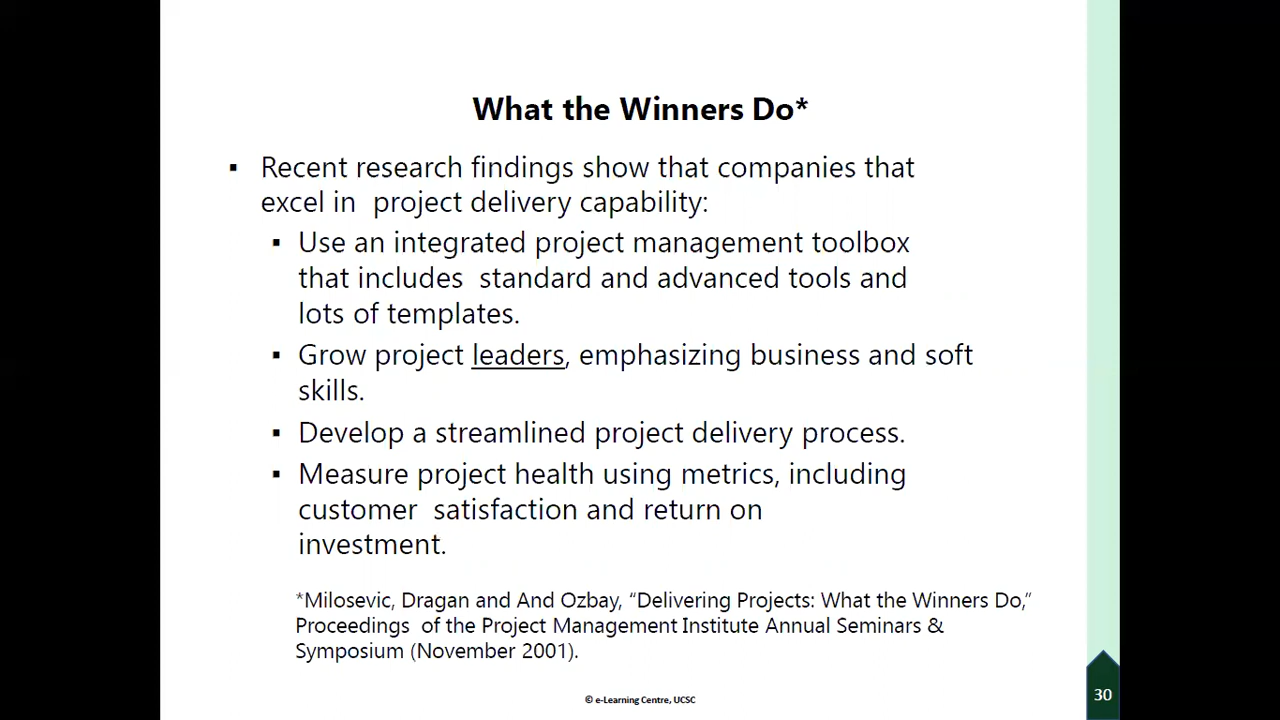 What the Winners Do*
▪ Recent research findings show that companies that
excel in  project delivery capability:
▪ Use an integrated project management toolbox
that includes  standard and advanced tools and
lots of templates.
▪ Grow project leaders, emphasizing business and soft
skills.
▪ Develop a streamlined project delivery process.
▪ Measure project health using metrics, including
customer  satisfaction and return on
investment.
*Milosevic, Dragan and And Ozbay, “Delivering Projects: What the Winners Do,”
Proceedings  of the Project Management Institute Annual Seminars &
Symposium (November 2001).
© e-Learning Centre, UCSC
30